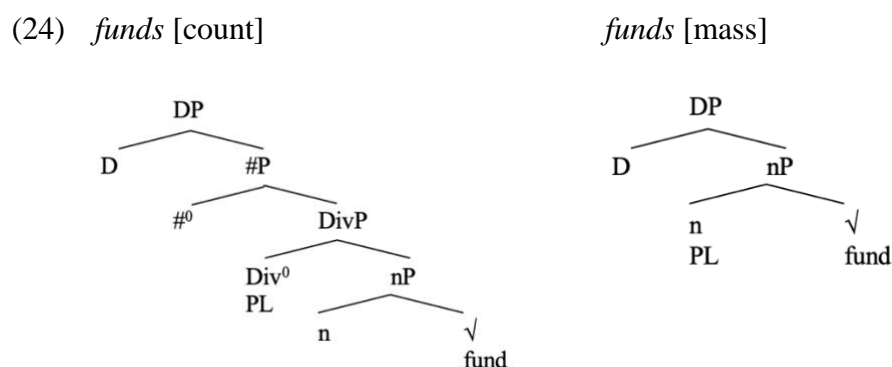 (24) funds [count] funds [mass]
DP DP
D #P D nP
#⁰ DivP n √
PL fund
Div⁰ nP
PL
n √
fund